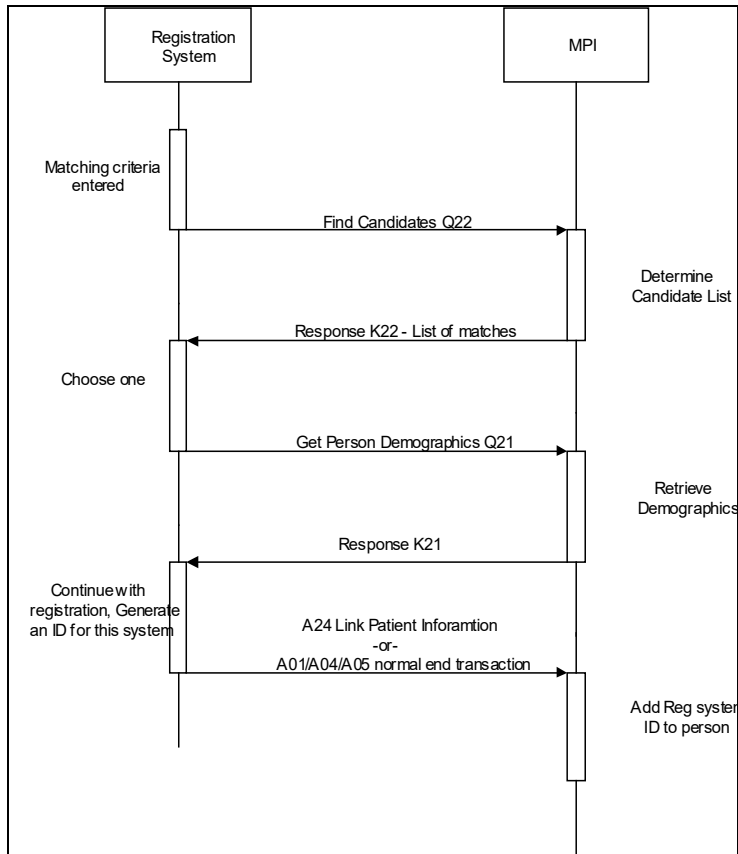 Registration
System
MPI
Matching criteria
entered
Find Candidates Q22
Determine
Candidate List
Response K22 - List of matches
Choose one
Get Person Demographics Q21
Retrieve
Demographics
Response K21
Continue with
registration, Generate
an ID for this system
A24 Link Patient Inforamtion
-or-
A01/A04/A05 normal end transaction
Add Reg system
ID to person